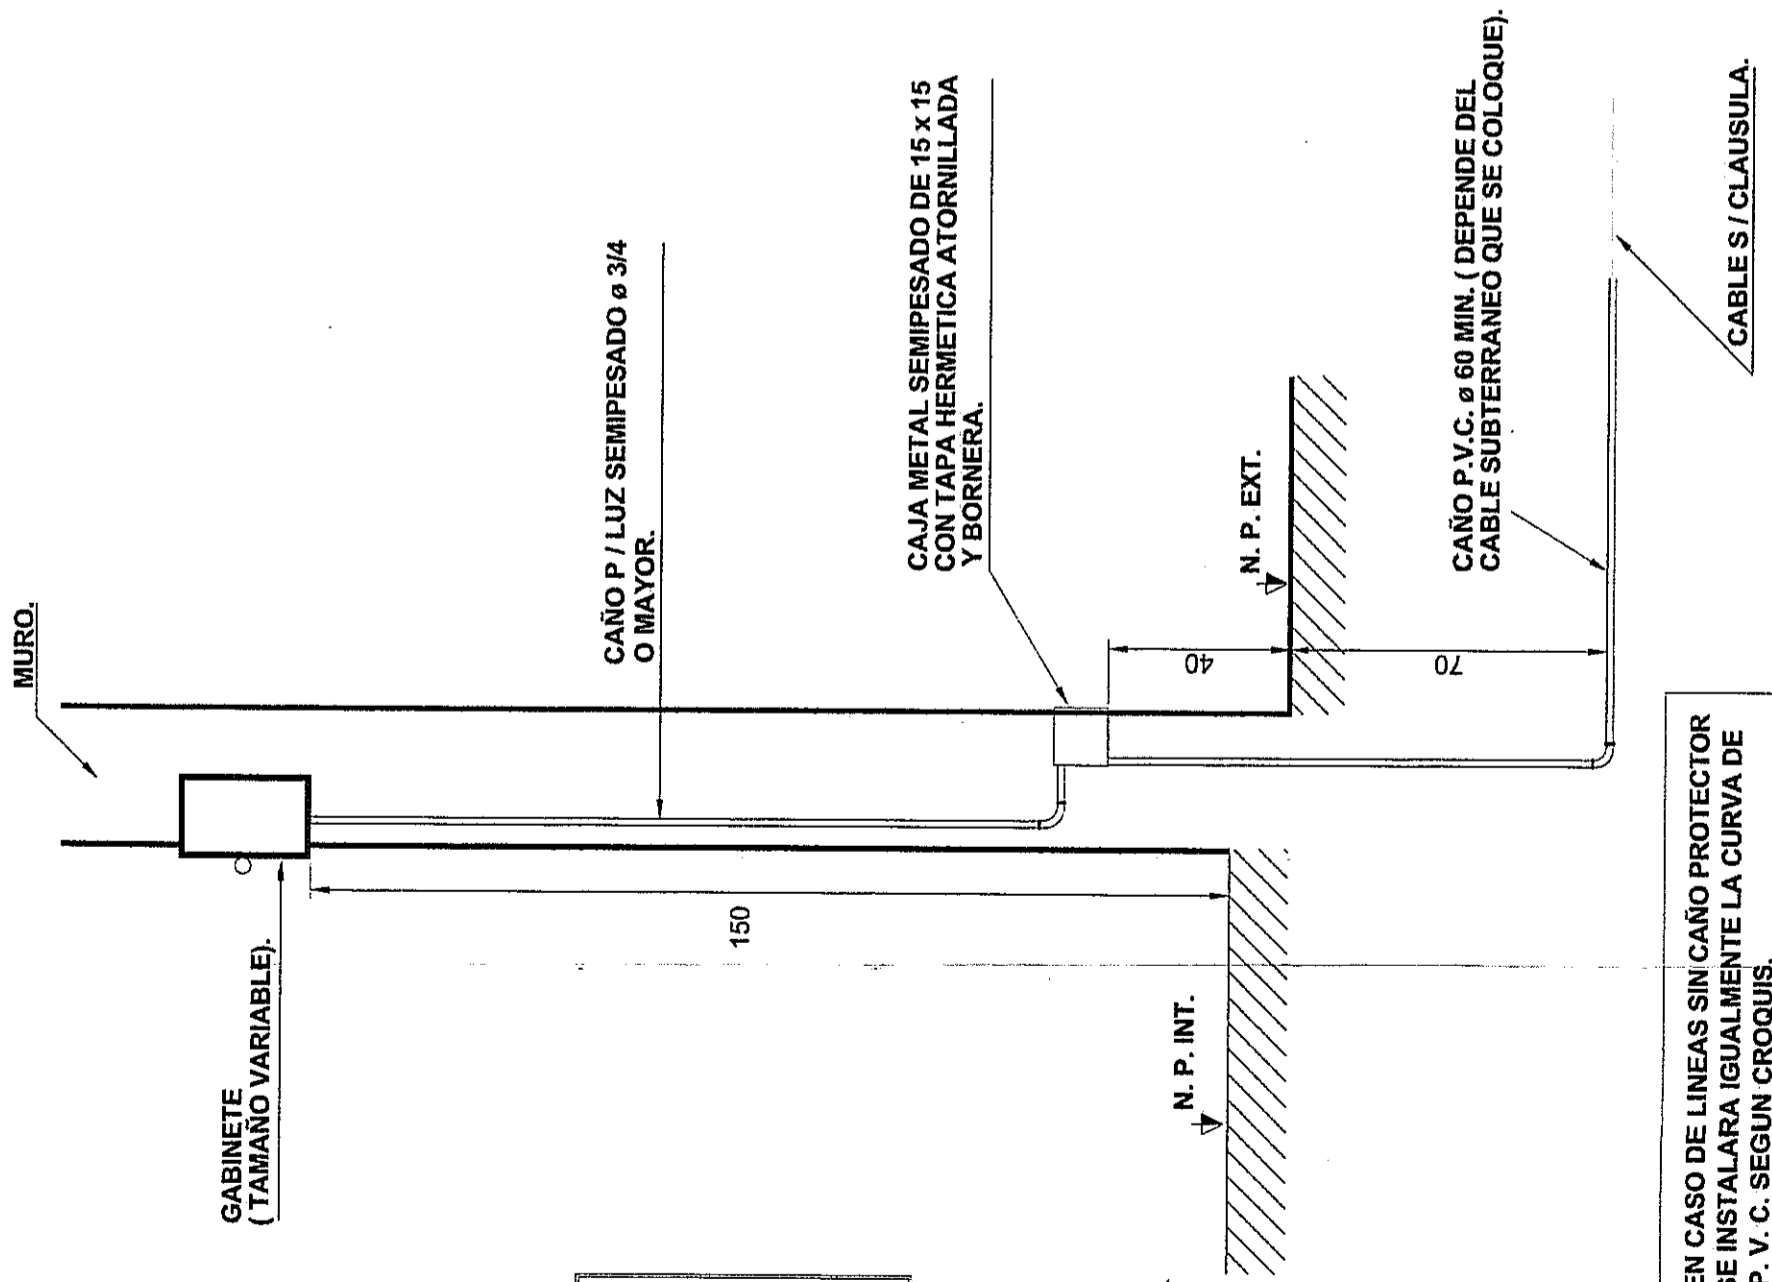 MURO.
GABINETE
( TAMAÑO VARIABLE).
CAÑO P / LUZ SEMIPESADO ø 3/4
O MAYOR.
CAJA METAL SEMIPESADO DE 15 x 15
CON TAPA HERMETICA ATORNILLADA
Y BORNERA.
150
40
70
N. P. EXT.
N. P. INT.
CAÑO P.V.C. ø 60 MIN. ( DEPENDE DEL
CABLE SUBTERRANEO QUE SE COLOQUE).
CABLE S / CLAUSULA.
EN CASO DE LINEAS SIN CAÑO PROTECTOR
SE INSTALARA IGUALMENTE LA CURVA DE
P. V. C. SEGUN CROQUIS.